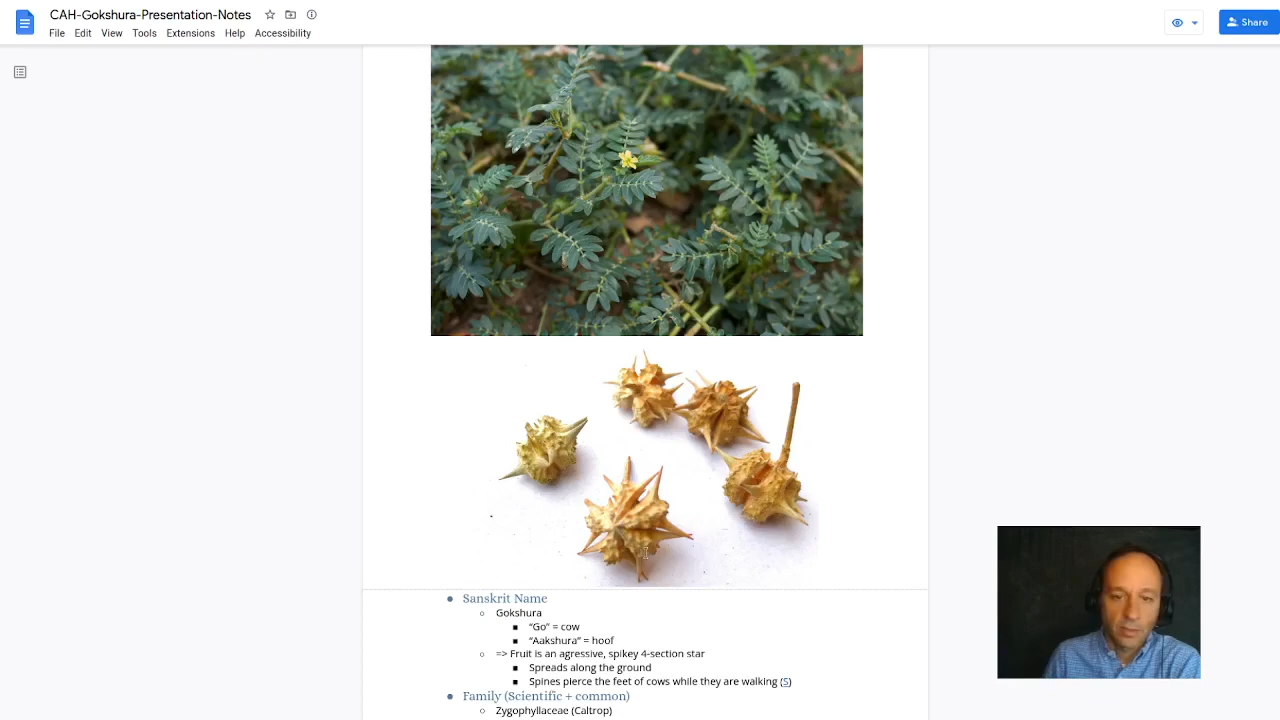 CAH-Gokshura-Presentation-Notes
File Edit View Tools Extensions Help Accessibility
Share
Sanskrit Name
Gokshura
“Go” = cow
“Aakshura” = hoof
=> Fruit is an agressive, spikey 4-section star
Spreads along the ground
Spines pierce the feet of cows while they are walking (S)
Family (Scientific + common)
Zygophyllaceae (Caltrop)